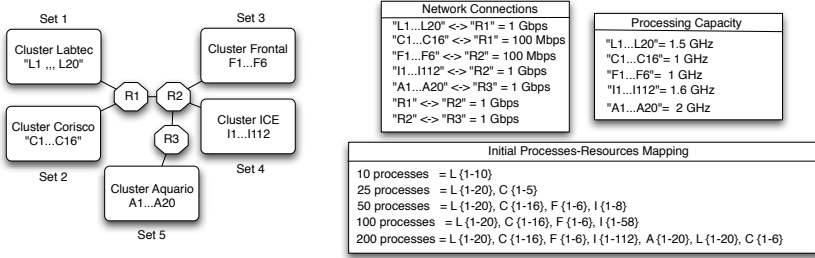 Set 1
Set 3
Cluster Labtec
"L1 ,,, L20"
Cluster Frontal
F1...F6
R1
R2
Cluster Corisco
"C1...C16"
Cluster ICE
I1...I112
R3
Set 2
Set 4
Cluster Aquario
A1...A20
Set 5
Network Connections
"L1...L20" <-> "R1" = 1 Gbps
"C1...C16" <-> "R1" = 100 Mbps
"F1...F6" <-> "R2" = 100 Mbps
"I1...I112" <-> "R2" = 1 Gbps
"A1...A20" <-> "R3" = 1 Gbps
"R1" <-> "R2" = 1 Gbps
"R2" <-> "R3" = 1 Gbps
Processing Capacity
"L1...L20"= 1.5 GHz
"C1...C16"= 1 GHz
"F1...F6"= 1 GHz
"I1...I112"= 1.6 GHz
"A1...A20"= 2 GHz
Initial Processes-Resources Mapping
10 processes = L {1-10}
25 processes = L {1-20}, C {1-5}
50 processes = L {1-20}, C {1-16}, F {1-6}, I {1-8}
100 processes = L {1-20}, C {1-16}, F {1-6}, I {1-58}
200 processes = L {1-20}, C {1-16}, F {1-6}, I {1-112}, A {1-20}, L {1-20}, C {1-6}